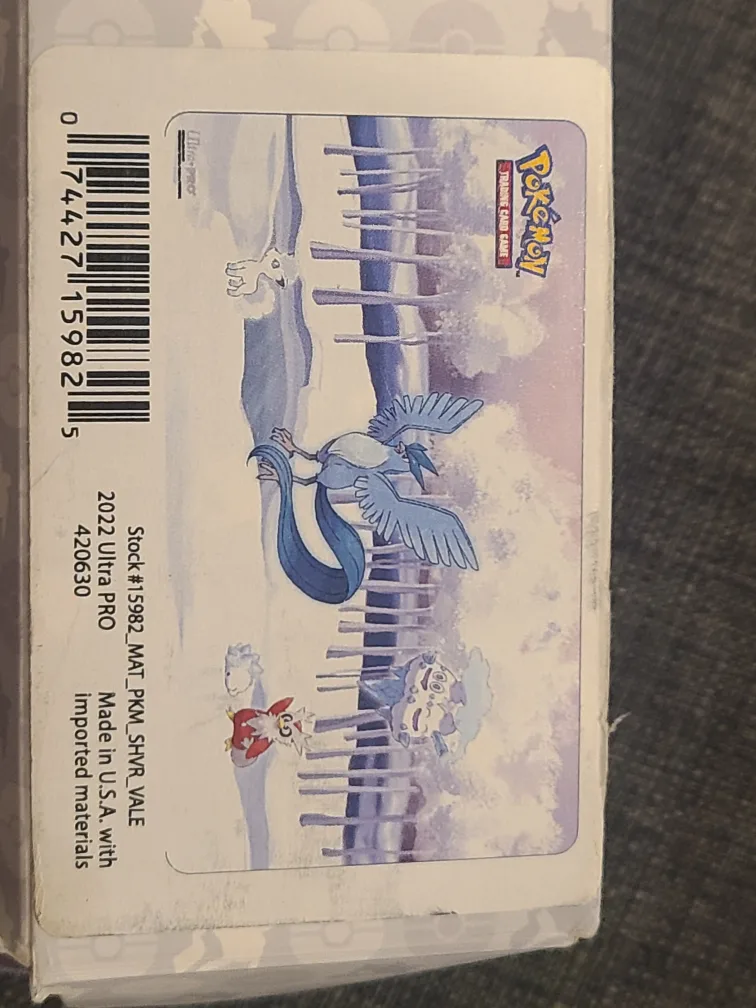 POKÉMON
TRADING CARD GAME
Ultra•PRO
0 74427 15982 5
Stock #15982_MAT_PKM_SHVR_VALE
2022 Ultra PRO
420630
Made in U.S.A. with
imported materials